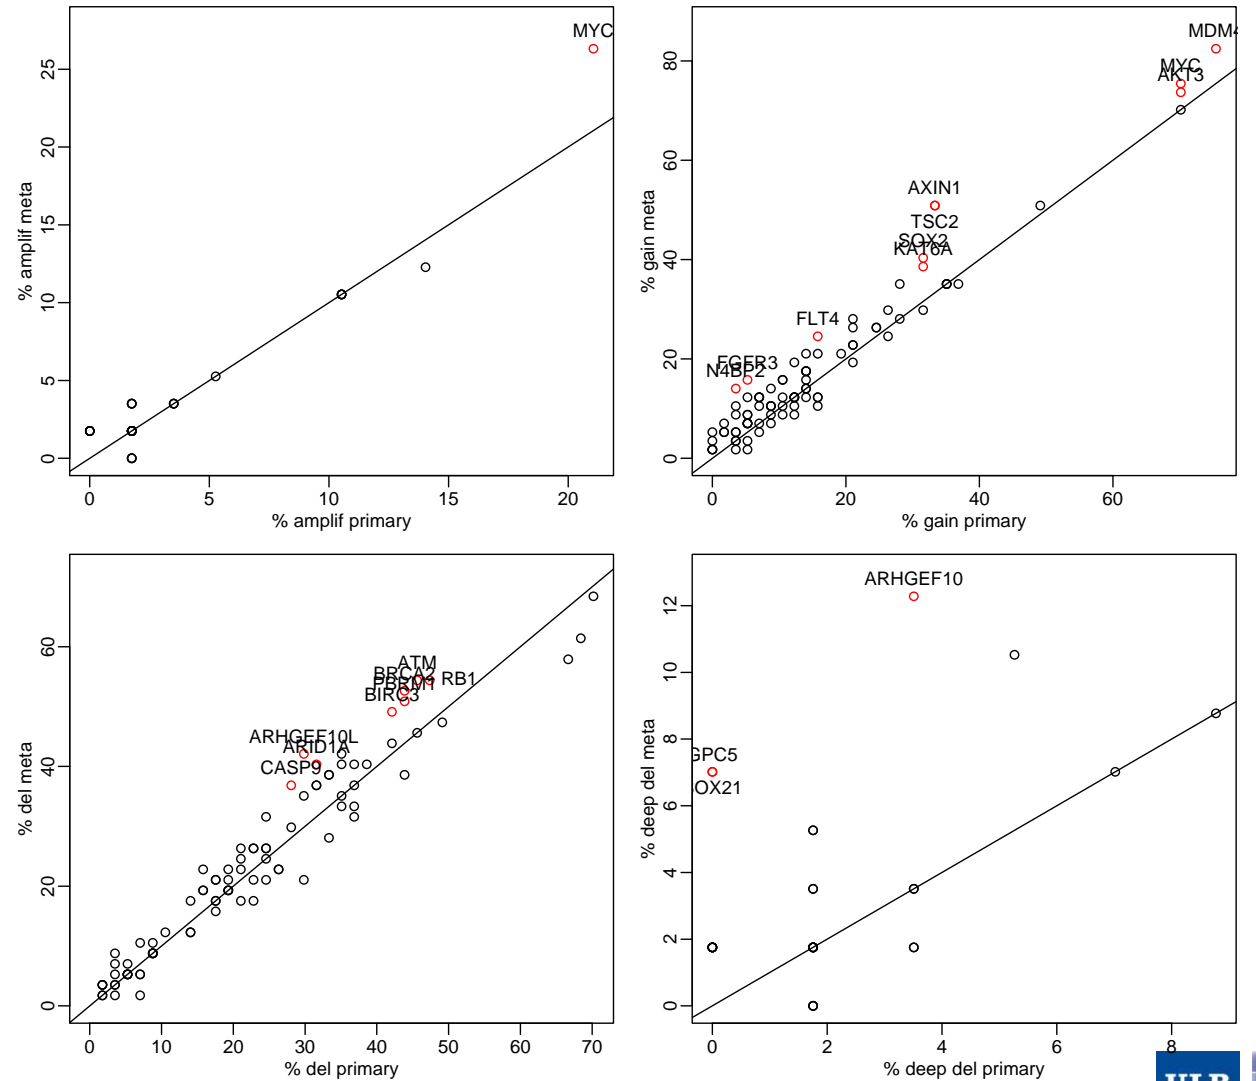 MYC
25
20
15
10
5
0
% amplif meta
0 5 10 15 20
% amplif primary
MDM4
MYC
AKT3
AXIN1
TSC2
SOX2
KAT6A
FLT4
FGFR3
N4BP2
80
60
40
20
0
% gain meta
0 20 40 60
% gain primary
ATM
BRCA2
RB1
PBRM1
BIRC3
ARHGEF10L
ARID1A
CASP9
60
40
20
0
% del meta
0 10 20 30 40 50 60 70
% del primary
ARHGEF10
GPC5
OX21
12
10
8
6
4
2
0
% deep del meta
0 2 4 6 8
% deep del primary